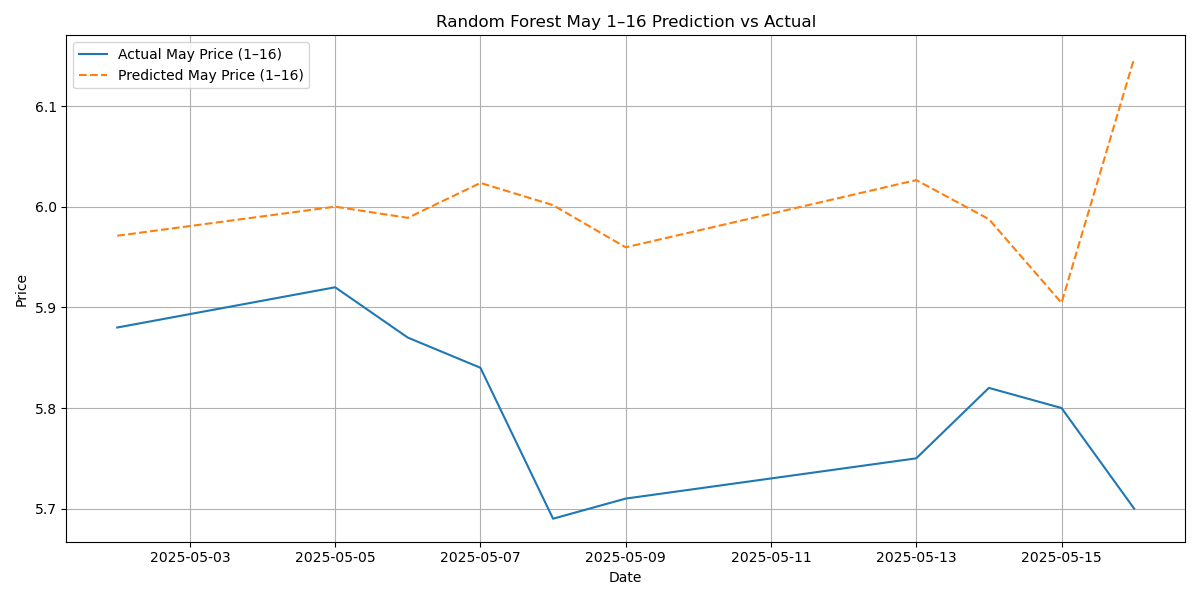 Random Forest May 1–16 Prediction vs Actual
Actual May Price (1–16)
Predicted May Price (1–16)
6.1
6.0
5.9
5.8
5.7
Price
2025-05-03
2025-05-05
2025-05-07
2025-05-09
2025-05-11
2025-05-13
2025-05-15
Date